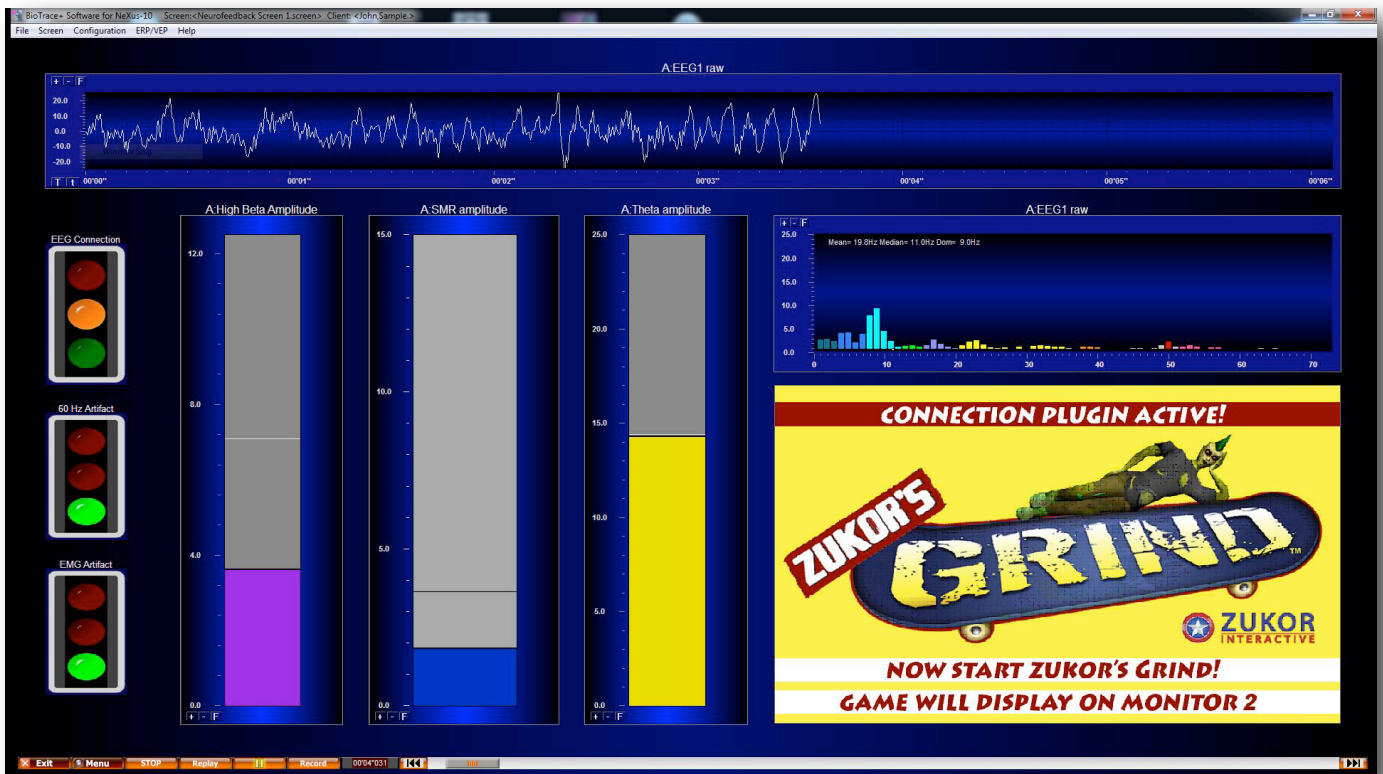 BioTrace+ Software for NeXus-10 Screen:<Neurofeedback Screen 1.screen> Client: <John,Sample.>
File Screen Configuration ERP/VEP Help
A:EEG1 raw
+ - F
20.0
10.0
0.0
-10.0
-20.0
T t 00'00" 00'01" 00'02" 00'03" 00'04" 00'05" 00'06"
EEG Connection
60 Hz Artifact
EMG Artifact
A:High Beta Amplitude
12.0
8.0
4.0
0.0
+ - F
A:SMR amplitude
15.0
10.0
5.0
0.0
+ - F
A:Theta amplitude
25.0
20.0
15.0
10.0
5.0
0.0
+ - F
A:EEG1 raw
+ - F
Mean= 19.8Hz Median= 11.0Hz Dom= 9.0Hz
25.0
20.0
15.0
10.0
5.0
0.0
0 10 20 30 40 50 60 70
CONNECTION PLUGIN ACTIVE!
ZUKOR'S
GRIND
TM
ZUKOR
INTERACTIVE
NOW START ZUKOR'S GRIND!
GAME WILL DISPLAY ON MONITOR 2
Exit Menu STOP Replay Record 00'04"031